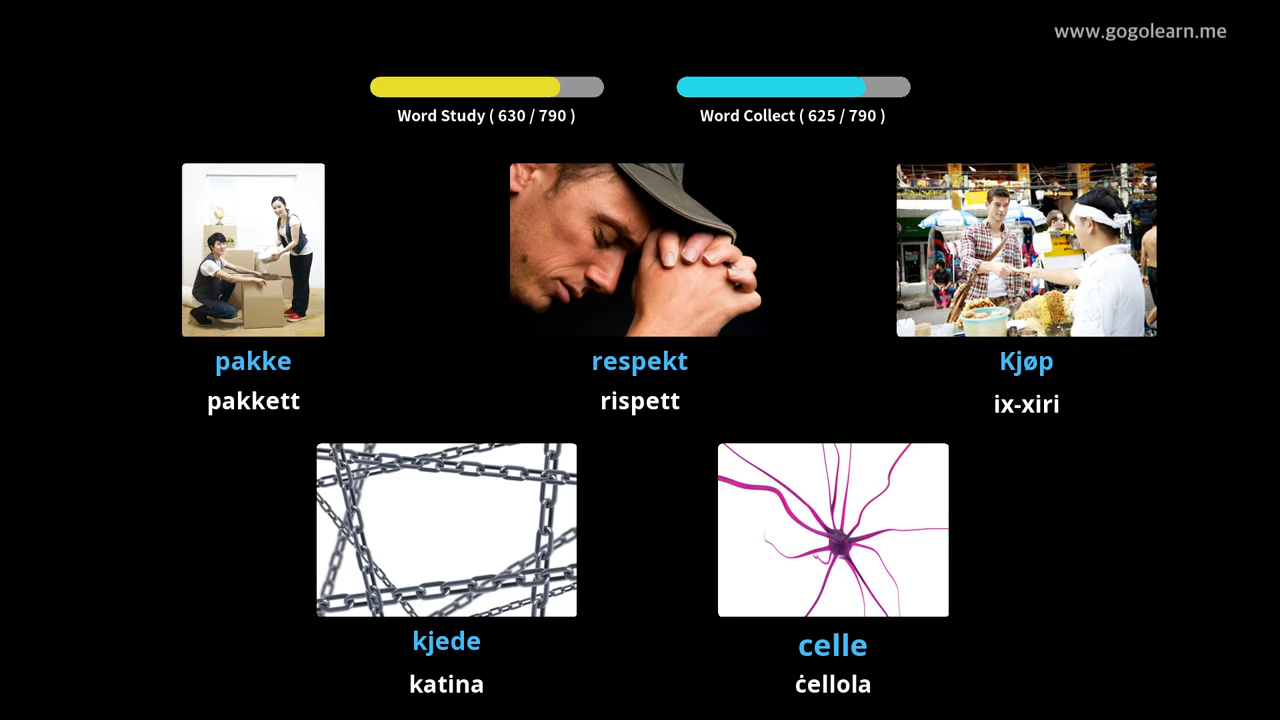 www.gogolearn.me
Word Study ( 630 / 790 )
Word Collect ( 625 / 790 )
pakke
pakkett
respekt
rispett
Kjøp
ix-xiri
kjede
katina
celle
ċellola